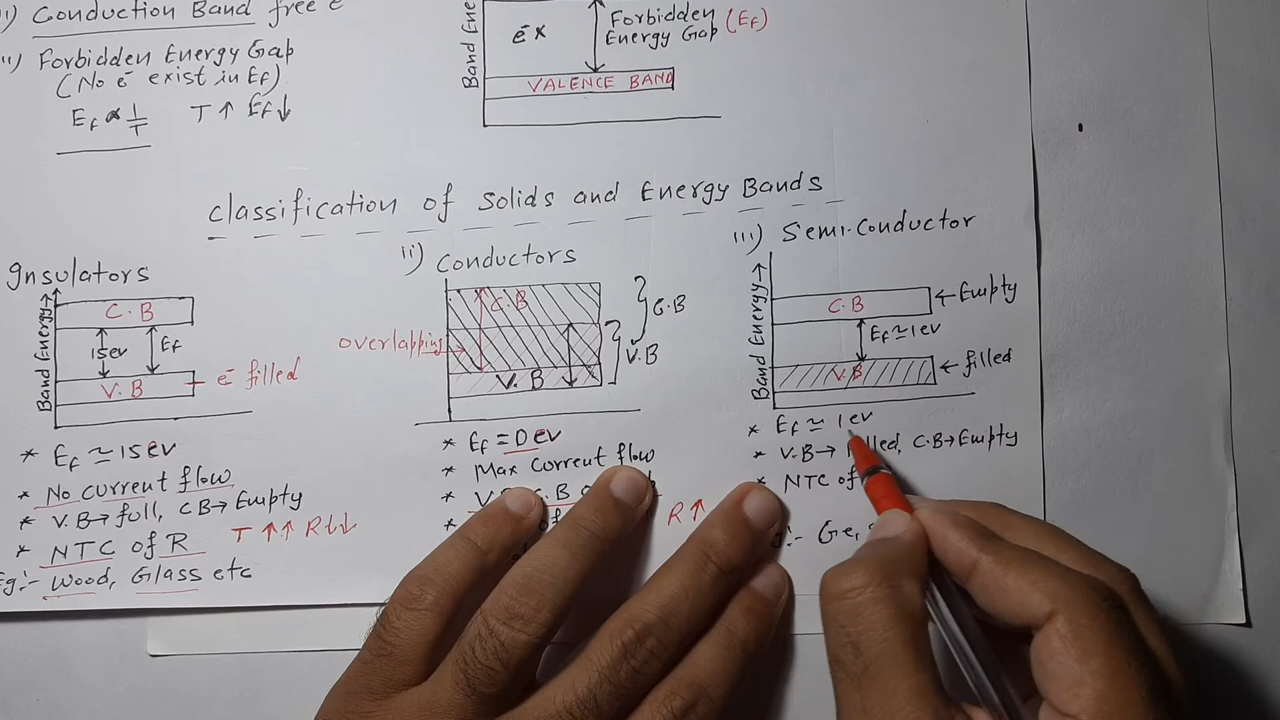 ii) Conduction Band free e⁻
iii) Forbidden Energy Gap
(No e⁻ exist in Ef)
Ef ∝ 1/T T↑ Ef↓
e⁻ x
Forbidden
Energy Gap (Ef)
VALENCE BAND
Classification of Solids and Energy Bands
Insulators
Band Energy→
C.B
15ev
Ef
V.B
e⁻ filled
* Ef ≃ 15ev
* No current flow
* V.B→ full, CB→Empty
* NTC of R T↑↑ R↓↓
Eg:- Wood, Glass etc
ii) Conductors
C.B
overlapping
V.B
C.B
V.B
* Ef = 0 ev
* Max Current flow
R↑
iii) Semi-Conductor
Band Energy→
C.B
←Empty
Ef≃1ev
V.B
←filled
* Ef ≃ 1ev
* V.B→ filled, C.B→Empty
* NTC of
Ge,